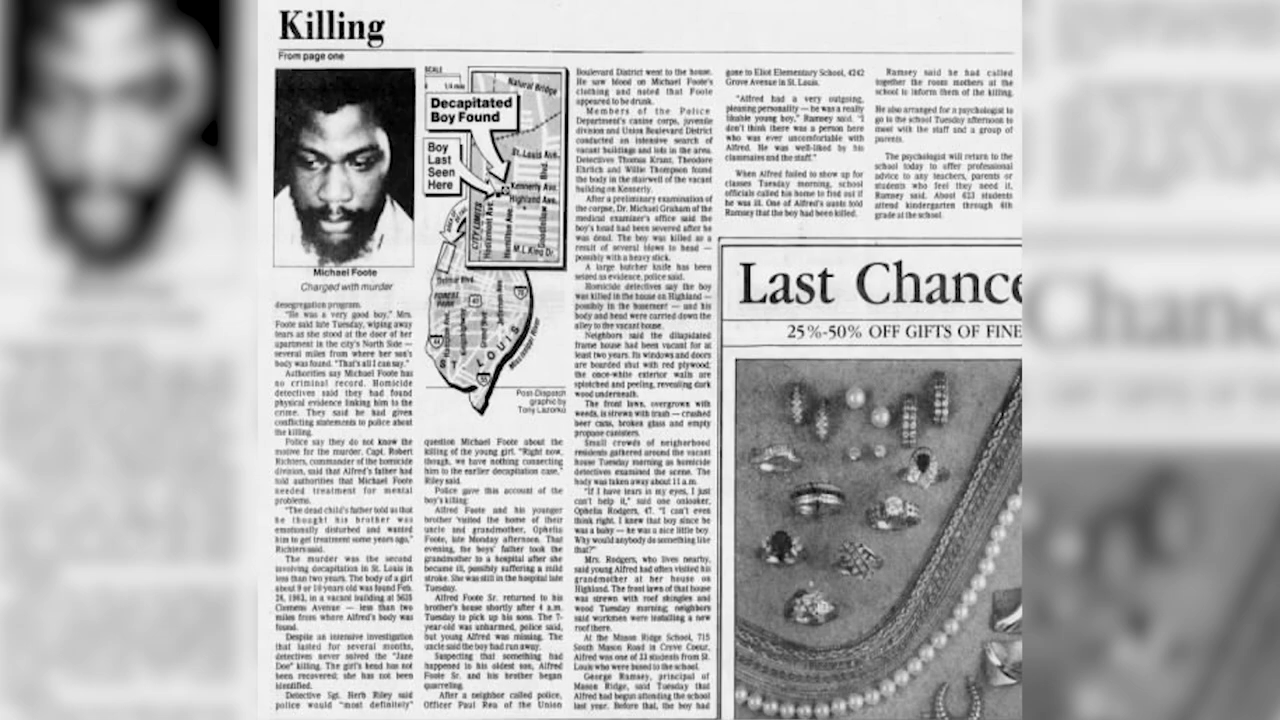 Killing
From page one
Michael Foote
Charged with murder
desegregation program.
"He was a very good boy," Mrs.
Foote said late Tuesday, wiping away
tears as she stood at the door of her
apartment in the city's North Side —
several miles from where her son's
body was found. "That's all I can say."
Authorities say Michael Foote has
no criminal record. Homicide
detectives said they had found
physical evidence linking him to the
crime. They said he had given
conflicting statements to police about
the killing.
Police say they do not know the
motive for the murder. Capt. Robert
Richters, commander of the homicide
division, said that Alfred's father had
told authorities that Michael Foote
needed treatment for mental
problems.
"The dead child's father told us that
he thought his brother was
emotionally disturbed and wanted
him to get treatment some years ago,"
Richters said.
The murder was the second
involving decapitation in St. Louis in
less than two years. The body of a girl
about 9 or 10 years old was found Feb.
28, 1983, in a vacant building at 5635
Clemens Avenue — less than two
miles from where Alfred's body was
found.
Despite an intensive investigation
that lasted for several months,
detectives never solved the "Jane
Doe" killing. The girl's head has not
been recovered; she has not been
identified.
Detective Sgt. Herb Riley said
police would "most definitely"
SCALE
1/4 mile
Natural Bridge
Decapitated
Boy Found
Boy
Last
Seen
Here
St. Louis Ave.
Kennerly Ave.
Highland Ave.
CITY LIMITS
Hodiamont Ave.
Hamilton Ave.
Goodfellow Blvd
M.L. King Dr.
Delmar Blvd.
FOREST
PARK
ST. LOUIS
Mississippi River
Post-Dispatch
graphic by
Tony Lazorko
question Michael Foote about the
killing of the young girl. "Right now,
though, we have nothing connecting
him to the earlier decapitation case,"
Riley said.
Police gave this account of the
boy's killing:
Alfred Foote and his younger
brother visited the home of their
uncle and grandmother, Ophelia
Foote, late Monday afternoon. That
evening, the boys' father took the
grandmother to a hospital after she
became ill, possibly suffering a mild
stroke. She was still in the hospital late
Tuesday.
Alfred Foote Sr. returned to his
brother's house shortly after 4 a.m.
Tuesday to pick up his sons. The 7-
year-old was unharmed, police said,
but young Alfred was missing. The
uncle said the boy had run away.
Suspecting that something had
happened to his oldest son, Alfred
Foote Sr. and his brother began
quarreling.
After a neighbor called police,
Officer Paul Rea of the Union
Boulevard District went to the house.
He saw blood on Michael Foote's
clothing and noted that Foote
appeared to be drunk.
Members of the Police
Department's canine corps, juvenile
division and Union Boulevard District
conducted an intensive search of
vacant buildings and lots in the area.
Detectives Thomas Krant, Theodore
Ehrlich and Willie Thompson found
the body in the stairwell of the vacant
building on Kennerly.
After a preliminary examination of
the corpse, Dr. Michael Graham of the
medical examiner's office said the
boy's head had been severed after he
was dead. The boy was killed as a
result of several blows to head —
possibly with a heavy stick.
A large butcher knife has been
seized as evidence, police said.
Homicide detectives say the boy
was killed in the house on Highland —
possibly in the basement — and his
body and head were carried down the
alley to the vacant house.
Neighbors said the dilapidated
frame house had been vacant for at
least two years. Its windows and doors
are boarded shut with red plywood;
the once-white exterior walls are
splotched and peeling, revealing dark
wood underneath.
The front lawn, overgrown with
weeds, is strewn with trash — crushed
beer cans, broken glass and empty
propane canisters.
Small crowds of neighborhood
residents gathered around the vacant
house Tuesday morning as homicide
detectives examined the scene. The
body was taken away about 11 a.m.
"If I have tears in my eyes, I just
can't help it," said one onlooker,
Ophelia Rodgers, 47. "I can't even
think right. I knew that boy since he
was a baby — he was a nice little boy.
Why would anybody do something like
that?"
Mrs. Rodgers, who lives nearby,
said young Alfred had often visited his
grandmother at her house on
Highland. The front lawn of that house
was strewn with roof shingles and
wood Tuesday morning; neighbors
said workmen were installing a new
roof there.
At the Mason Ridge School, 715
South Mason Road in Creve Coeur,
Alfred was one of 33 students from St.
Louis who were bused to the school.
George Ramsey, principal of
Mason Ridge, said Tuesday that
Alfred had begun attending the school
last year. Before that, the boy had
gone to Eliot Elementary School, 4242
Grove Avenue in St. Louis.
"Alfred had a very outgoing,
pleasing personality — he was a really
likable young boy," Ramsey said. "I
don't think there was a person here
who was ever uncomfortable with
Alfred. He was well-liked by his
classmates and the staff."
When Alfred failed to show up for
classes Tuesday morning, school
officials called his home to find out if
he was ill. One of Alfred's aunts told
Ramsey that the boy had been killed.
Ramsey said he had called
together the room mothers at the
school to inform them of the killing.
He also arranged for a psychologist to
go to the school Tuesday afternoon to
meet with the staff and a group of
parents.
The psychologist will return to the
school today to offer professional
advice to any teachers, parents or
students who feel they need it,
Ramsey said. About 623 students
attend kindergarten through 6th
grade at the school.
Last Chance
25%-50% OFF GIFTS OF FINE